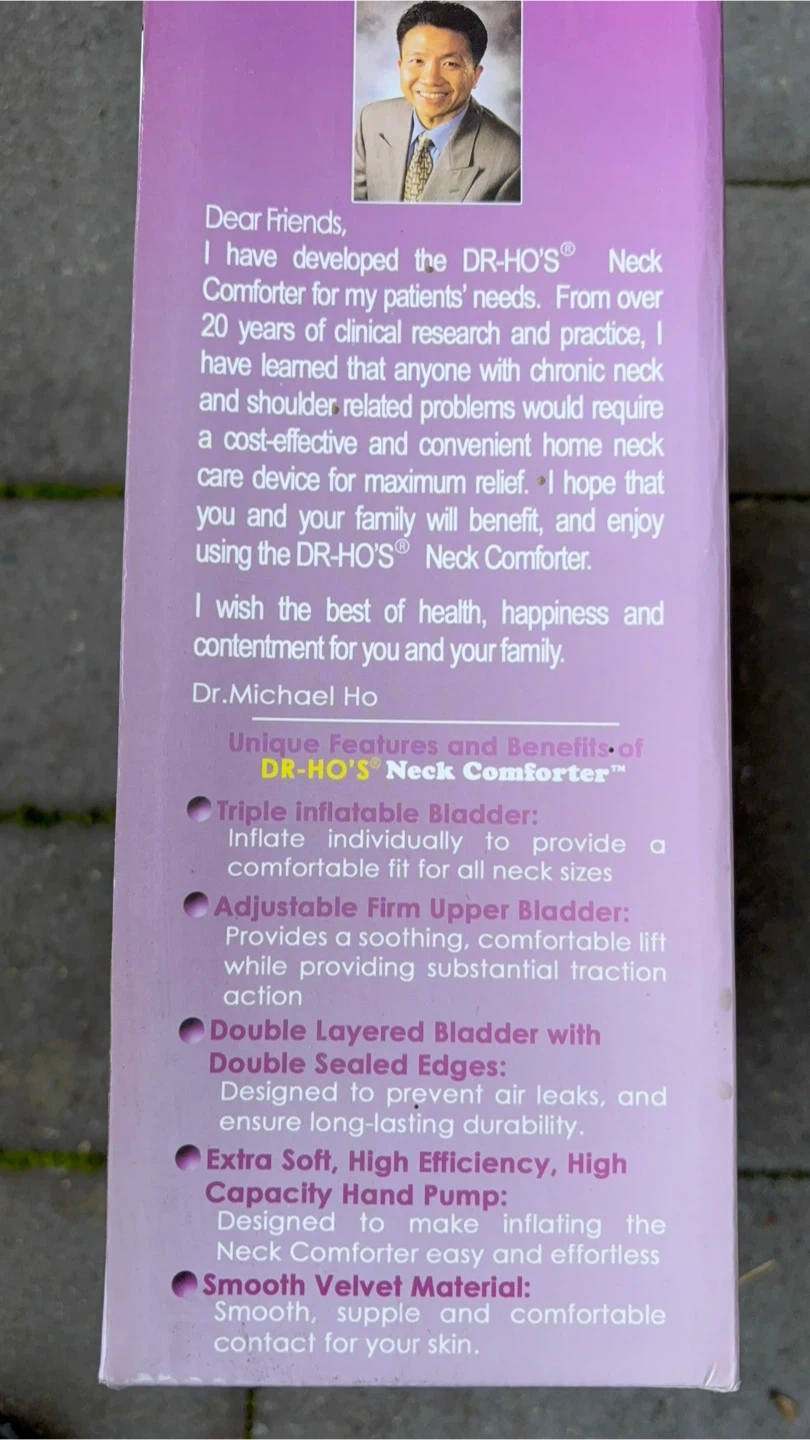 Dear Friends,
I have developed the DR-HO'S® Neck
Comforter for my patients' needs. From over
20 years of clinical research and practice, I
have learned that anyone with chronic neck
and shoulder related problems would require
a cost-effective and convenient home neck
care device for maximum relief. I hope that
you and your family will benefit, and enjoy
using the DR-HO'S® Neck Comforter.
I wish the best of health, happiness and
contentment for you and your family.
Dr.Michael Ho
Unique Features and Benefits of
DR-HO'S® Neck Comforter™
Triple inflatable Bladder:
Inflate individually to provide a
comfortable fit for all neck sizes
Adjustable Firm Upper Bladder:
Provides a soothing, comfortable lift
while providing substantial traction
action
Double Layered Bladder with
Double Sealed Edges:
Designed to prevent air leaks, and
ensure long-lasting durability.
Extra Soft, High Efficiency, High
Capacity Hand Pump:
Designed to make inflating the
Neck Comforter easy and effortless
Smooth Velvet Material:
Smooth, supple and comfortable
contact for your skin.